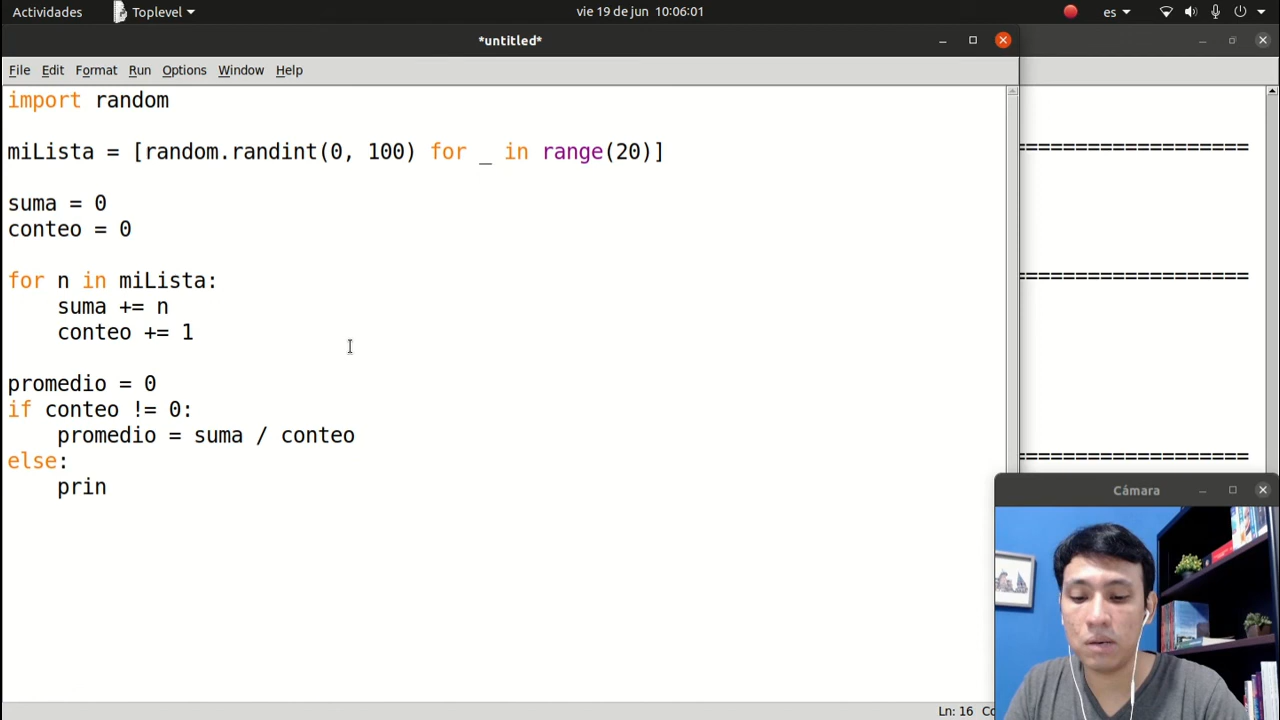 Actividades Toplevel vie 19 de jun 10:06:01 es
*untitled*
File Edit Format Run Options Window Help
import random
miLista = [random.randint(0, 100) for _ in range(20)]
suma = 0
conteo = 0
for n in miLista:
    suma += n
    conteo += 1
promedio = 0
if conteo != 0:
    promedio = suma / conteo
else:
    prin
Ln: 16 Co
Cámara